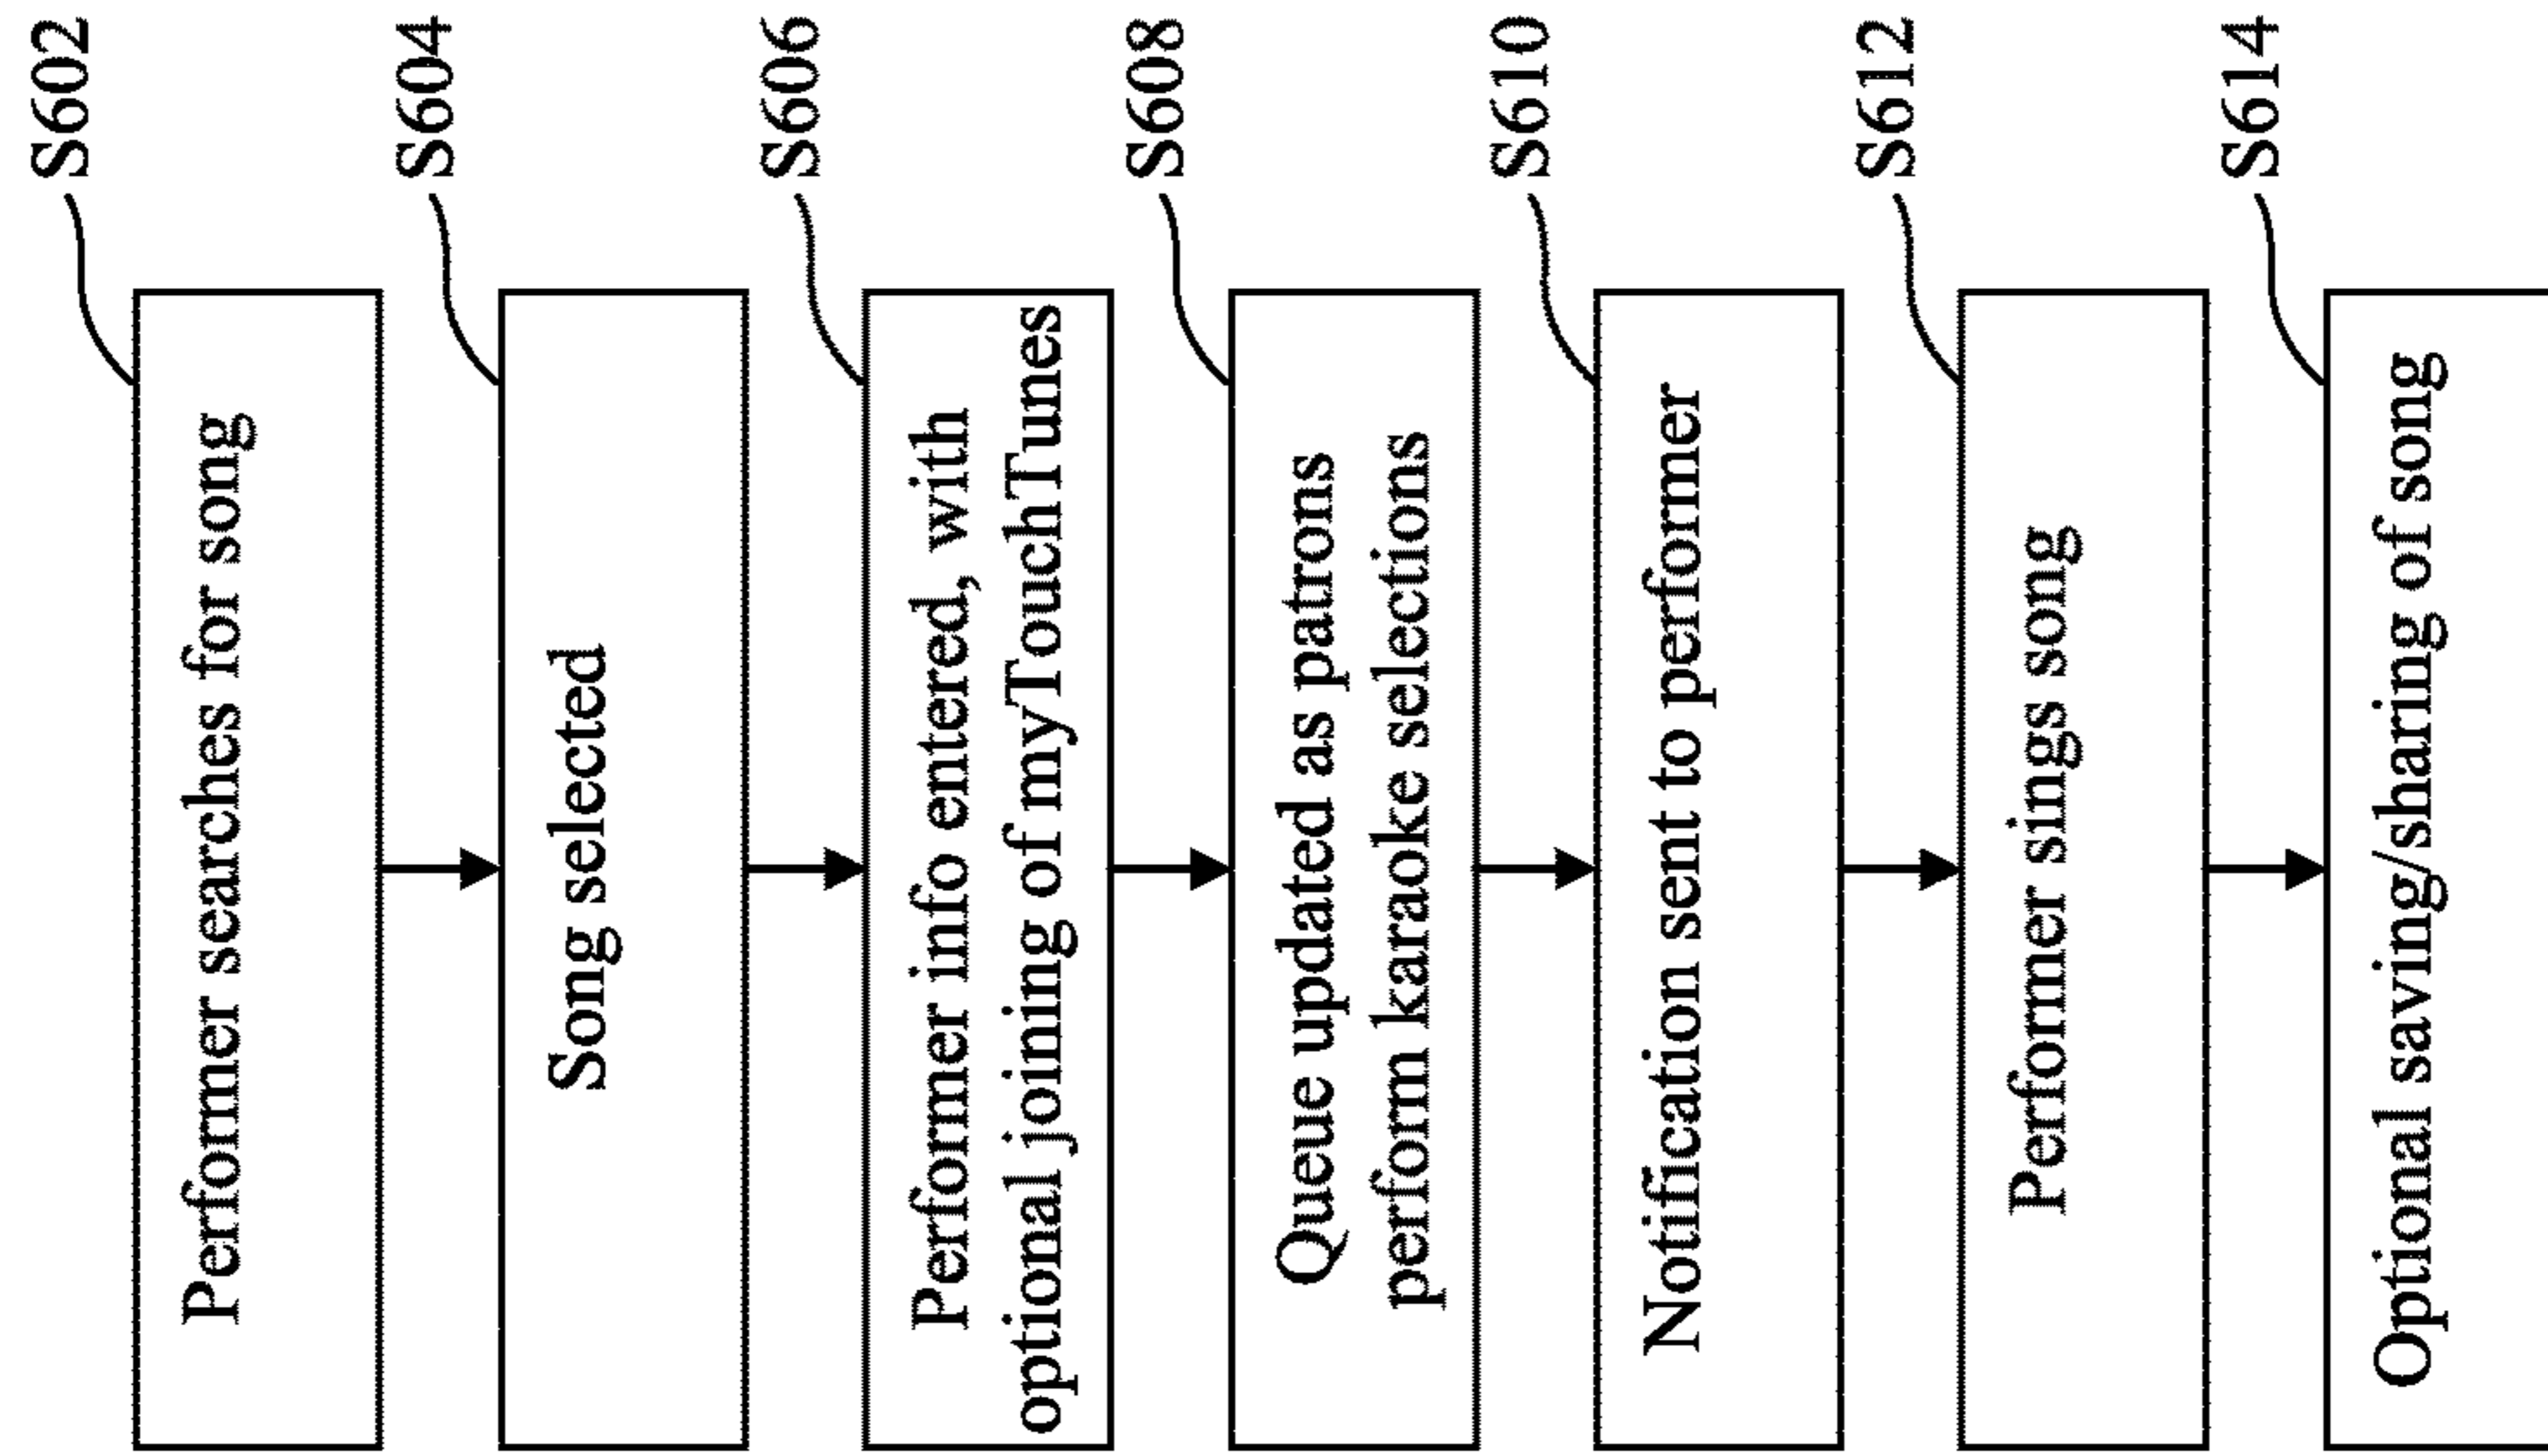 S602
Performer searches for song
S604
Song selected
S606
Performer info entered, with
optional joining of myTouchTunes
S608
Queue updated as patrons
perform karaoke selections
S610
Notification sent to performer
S612
Performer sings song
S614
Optional saving/sharing of song